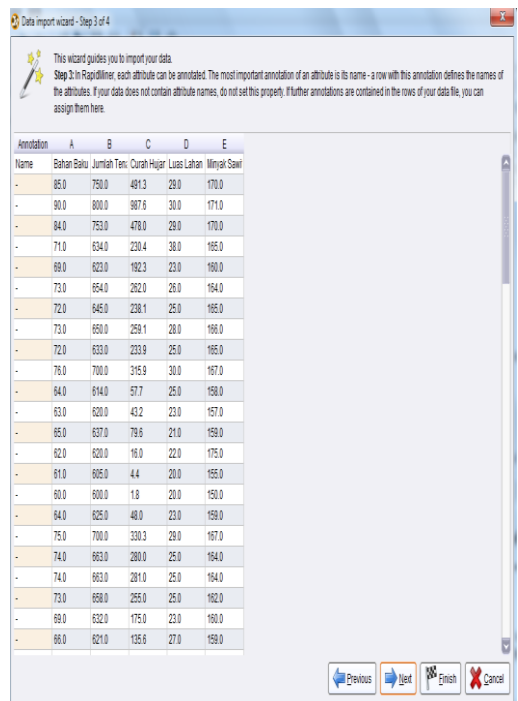 Data import wizard - Step 3 of 4
This wizard guides you to import your data.
Step 3: In RapidMiner, each attribute can be annotated. The most important annotation of an attribute is its name - a row with this annotation defines the names of
the attributes. If your data does not contain attribute names, do not set this property. If further annotations are contained in the rows of your data file, you can
assign them here.
Annotation A B C D E
Name Bahan Baku Jumlah Tena Curah Hujan Luas Lahan Minyak Sawi
- 85.0 750.0 491.3 29.0 170.0
- 90.0 800.0 987.6 30.0 171.0
- 84.0 753.0 478.0 29.0 170.0
- 71.0 634.0 230.4 38.0 165.0
- 69.0 623.0 192.3 23.0 160.0
- 73.0 654.0 262.0 26.0 164.0
- 72.0 645.0 238.1 25.0 165.0
- 73.0 650.0 259.1 28.0 166.0
- 72.0 633.0 233.9 25.0 165.0
- 76.0 700.0 315.9 30.0 167.0
- 64.0 614.0 57.7 25.0 158.0
- 63.0 620.0 43.2 23.0 157.0
- 65.0 637.0 79.6 21.0 159.0
- 62.0 620.0 16.0 22.0 175.0
- 61.0 605.0 4.4 20.0 155.0
- 60.0 600.0 1.8 20.0 150.0
- 64.0 625.0 48.0 23.0 159.0
- 75.0 700.0 330.3 29.0 167.0
- 74.0 663.0 280.0 25.0 164.0
- 74.0 663.0 281.0 25.0 164.0
- 73.0 658.0 255.0 25.0 162.0
- 69.0 632.0 175.0 23.0 160.0
- 66.0 621.0 135.6 27.0 159.0
Previous Next Finish Cancel